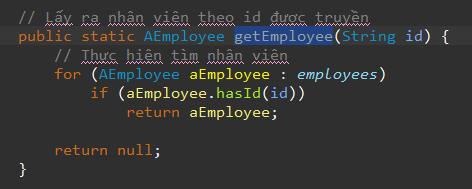 // Lấy ra nhân viên theo id được truyền
public static AEmployee getEmployee(String id) {
// Thực hiện tìm nhân viên
for (AEmployee aEmployee : employees)
if (aEmployee.hasId(id))
return aEmployee;
return null;
}